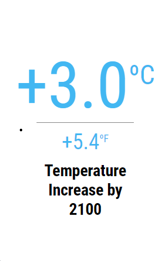 +3.0°C
+5.4°F
Temperature
Increase by
2100